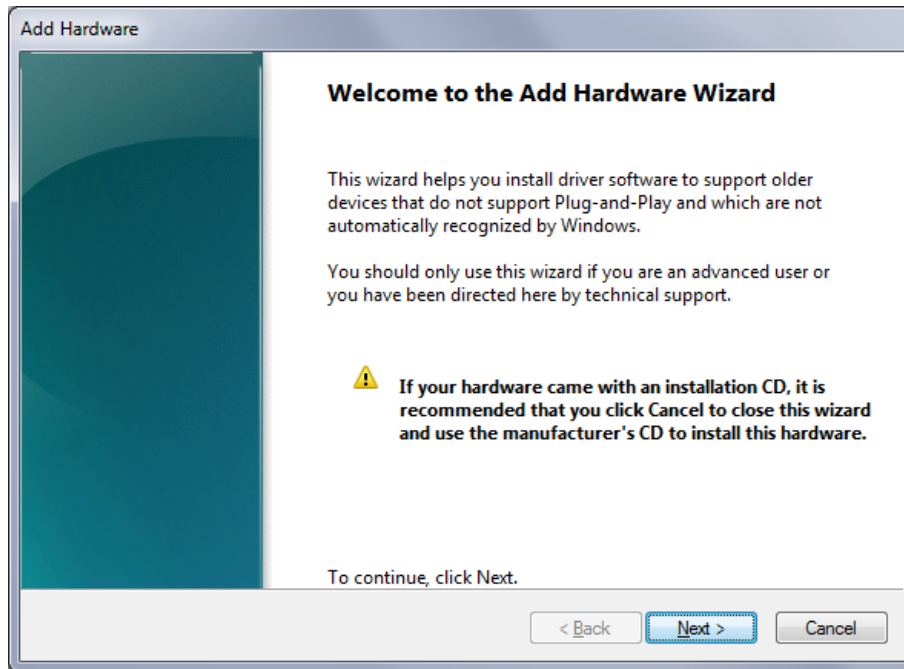 Add Hardware
Welcome to the Add Hardware Wizard
This wizard helps you install driver software to support older
devices that do not support Plug-and-Play and which are not
automatically recognized by Windows.
You should only use this wizard if you are an advanced user or
you have been directed here by technical support.
If your hardware came with an installation CD, it is
recommended that you click Cancel to close this wizard
and use the manufacturer's CD to install this hardware.
To continue, click Next.
< Back Next > Cancel